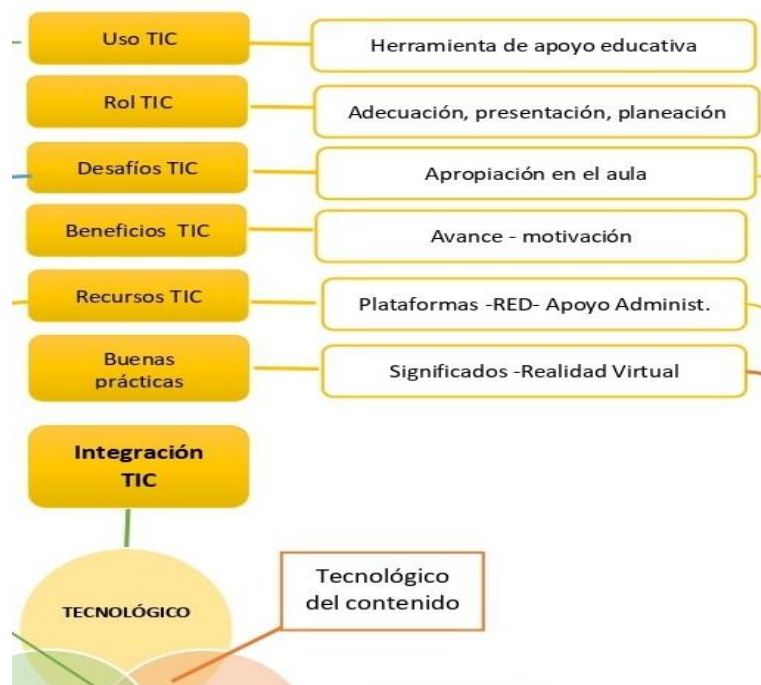 Uso TIC
Herramienta de apoyo educativa
Rol TIC
Adecuación, presentación, planeación
Desafíos TIC
Apropiación en el aula
Beneficios TIC
Avance - motivación
Recursos TIC
Plataformas -RED- Apoyo Administ.
Buenas
prácticas
Significados -Realidad Virtual
Integración
TIC
TECNOLÓGICO
Tecnológico
del contenido